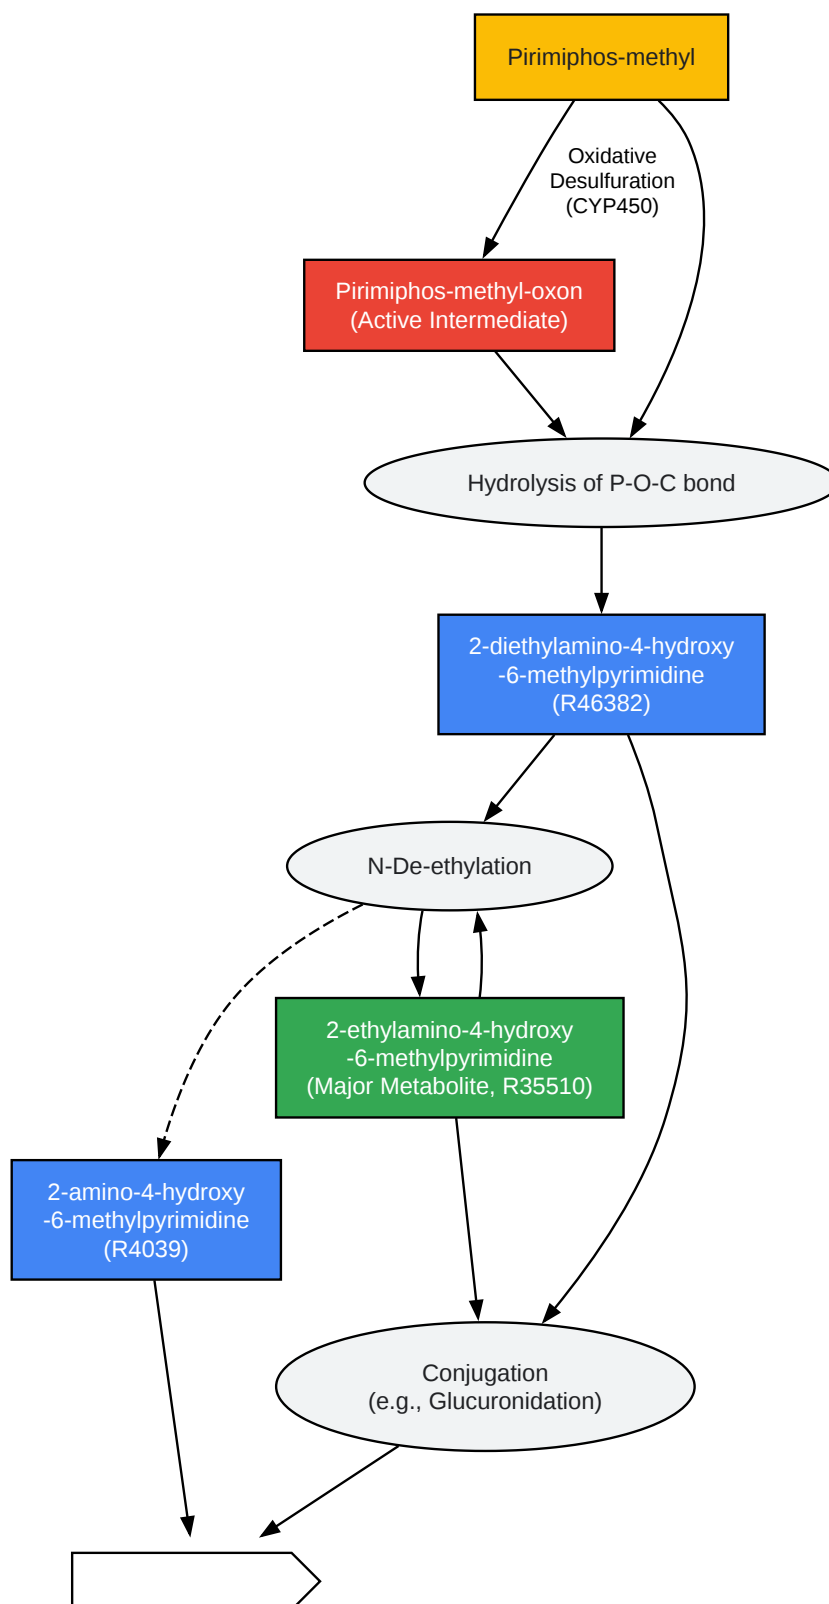 Pirimiphos-methyl
Oxidative
Desulfuration
(CYP450)
Pirimiphos-methyl-oxon
(Active Intermediate)
Hydrolysis of P-O-C bond
2-diethylamino-4-hydroxy
-6-methylpyrimidine
(R46382)
N-De-ethylation
2-ethylamino-4-hydroxy
-6-methylpyrimidine
(Major Metabolite, R35510)
2-amino-4-hydroxy
-6-methylpyrimidine
(R4039)
Conjugation
(e.g., Glucuronidation)